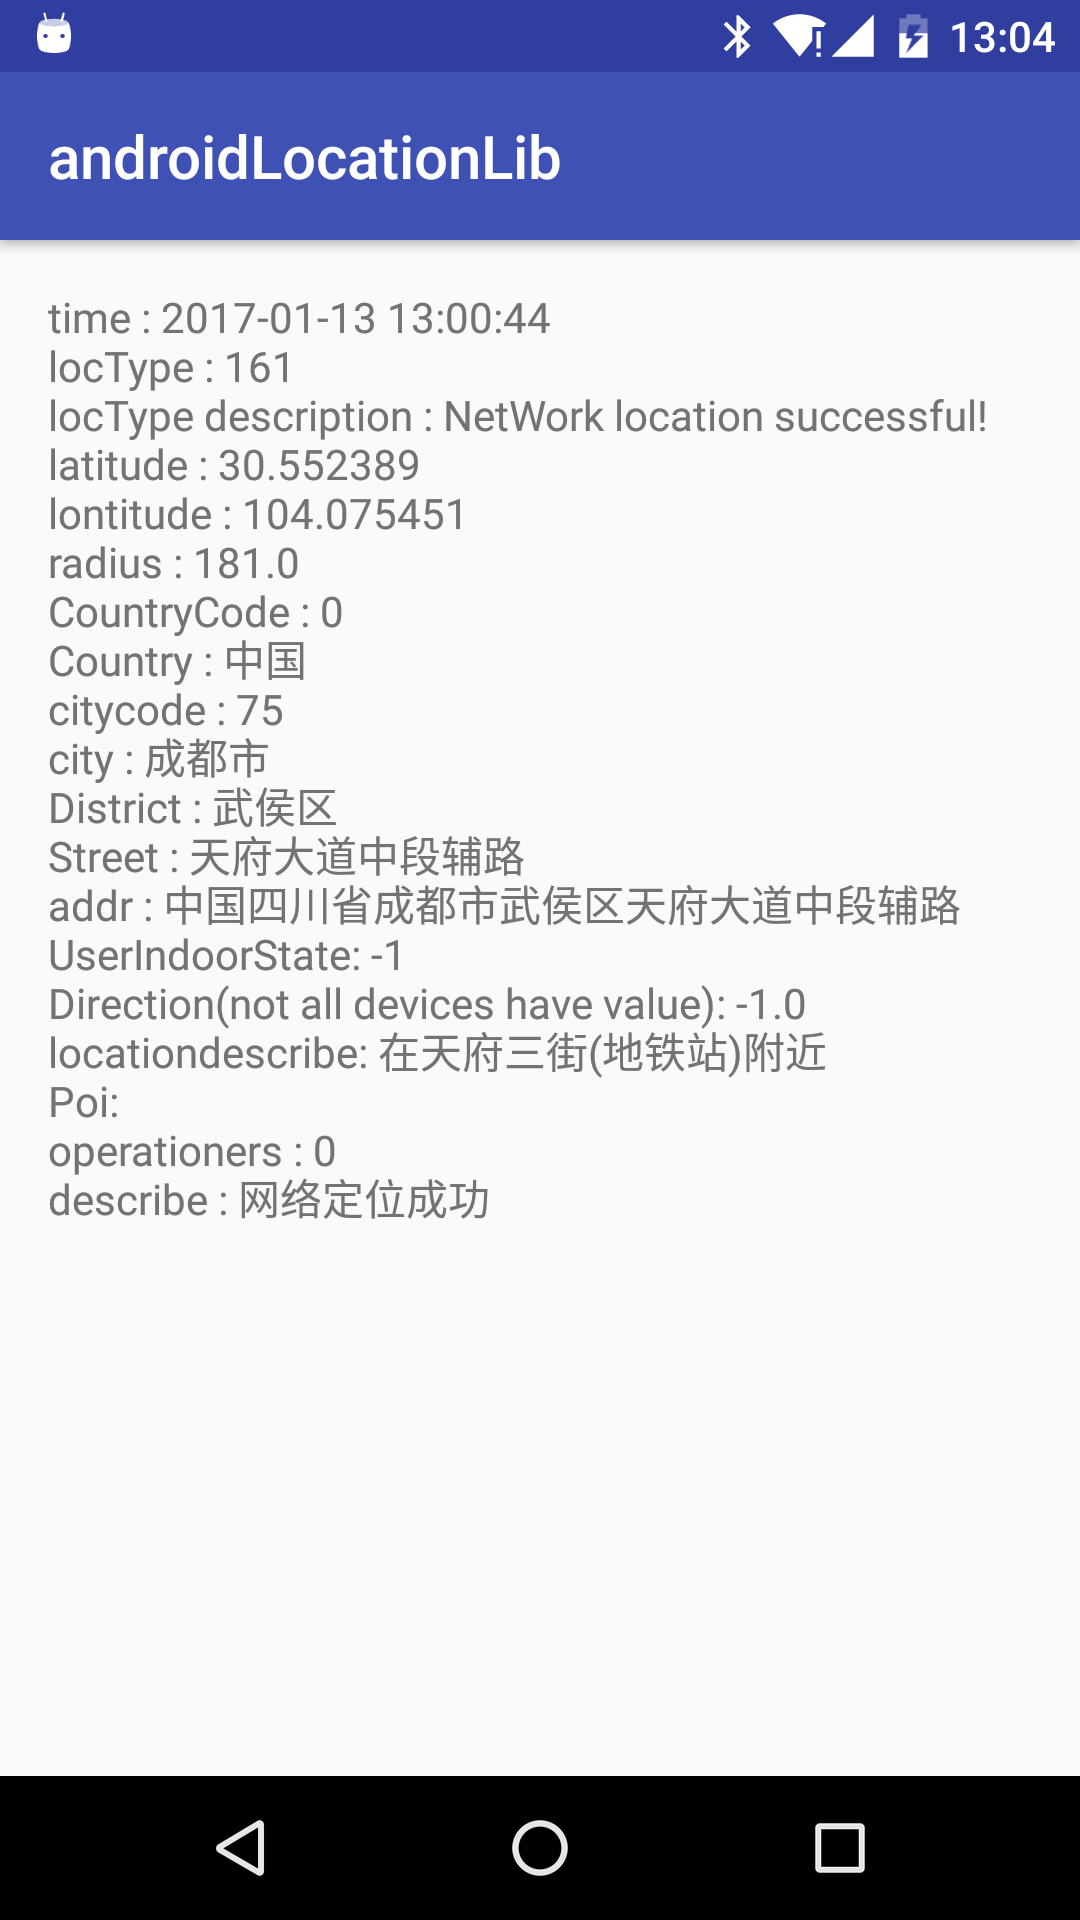 13:04
androidLocationLib
time : 2017-01-13 13:00:44
locType : 161
locType description : NetWork location successful!
latitude : 30.552389
lontitude : 104.075451
radius : 181.0
CountryCode : 0
Country : 中国
citycode : 75
city : 成都市
District : 武侯区
Street : 天府大道中段辅路
addr : 中国四川省成都市武侯区天府大道中段辅路
UserIndoorState: -1
Direction(not all devices have value): -1.0
locationdescribe: 在天府三街(地铁站)附近
Poi:
operationers : 0
describe : 网络定位成功